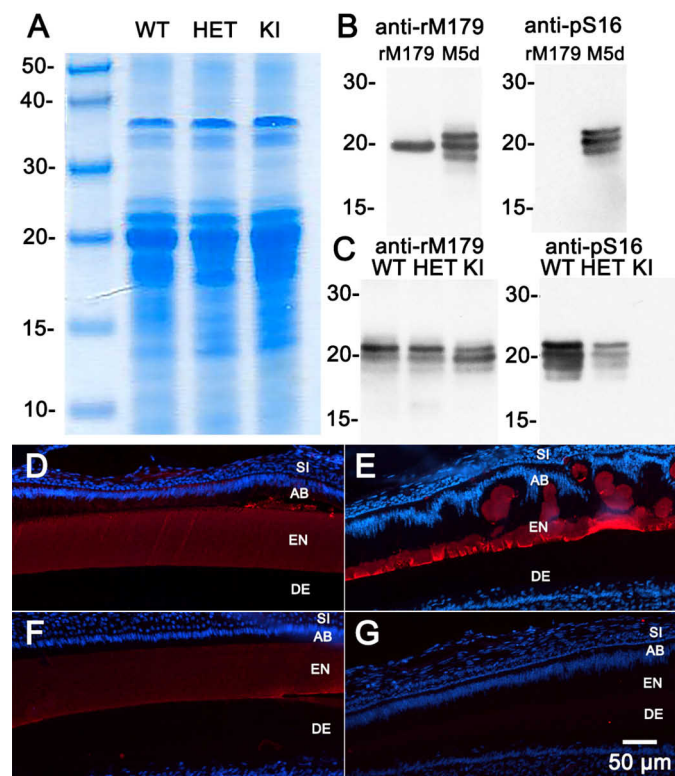 A WT HET KI
50-
40-
30-
20-
15-
10-
B anti-rM179 anti-pS16
rM179 M5d rM179 M5d
30- 30-
20- 20-
15- 15-
C anti-rM179 anti-pS16
WT HET KI WT HET KI
30- 30-
20- 20-
15- 15-
D SI
AB
EN
DE
E SI
AB
EN
DE
F SI
AB
EN
DE
G SI
AB
EN
DE
50 µm